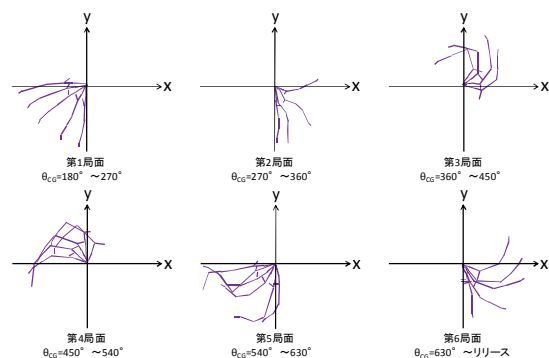 y
x
第1局面
θCG=180° ～270°
y
x
第2局面
θCG=270° ～360°
y
x
第3局面
θCG=360° ～450°
y
x
第4局面
θCG=450° ～540°
y
x
第5局面
θCG=540° ～630°
y
x
第6局面
θCG=630° ～リリース